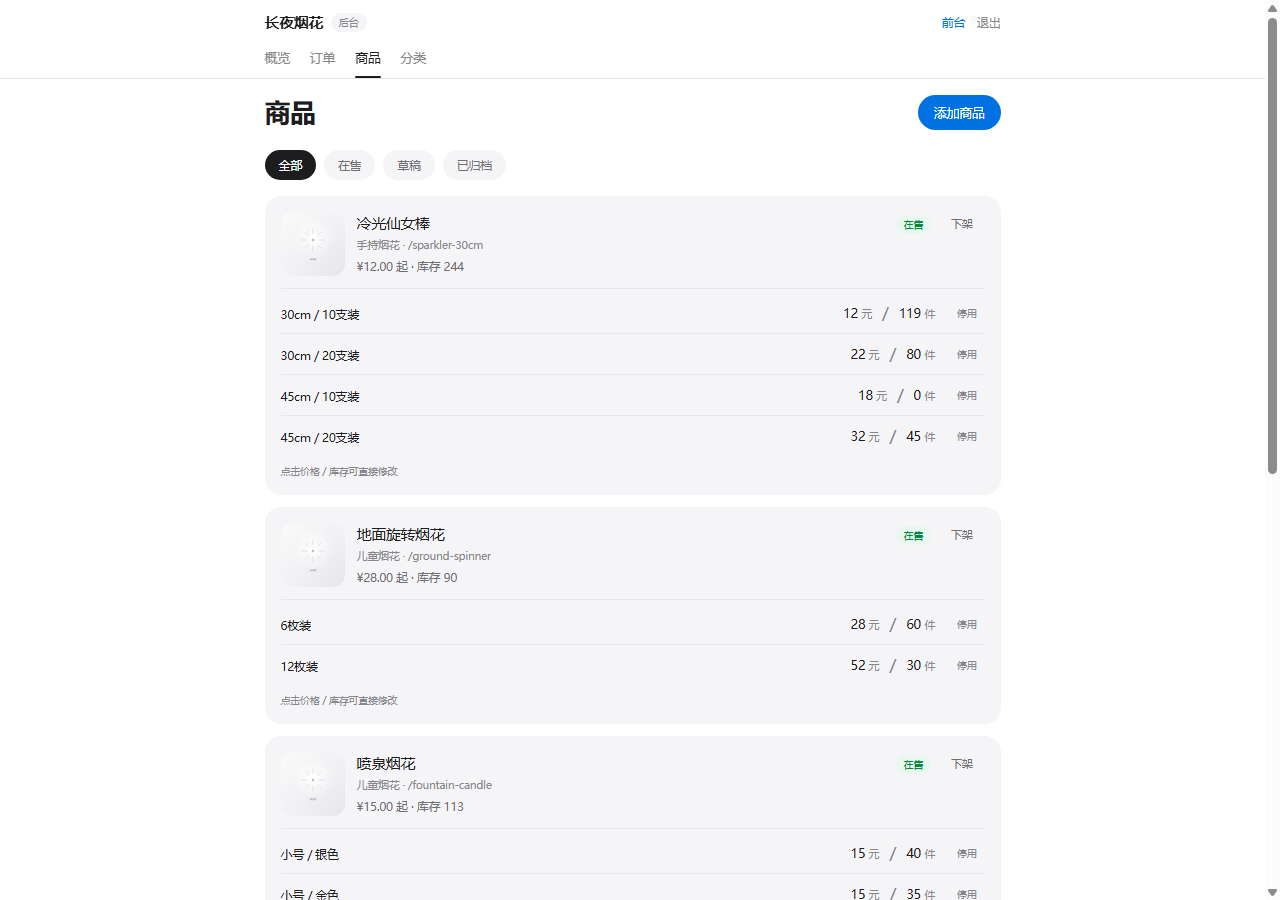 长夜烟花 后台 前台 退出
概览 订单 商品 分类
商品 添加商品
全部 在售 草稿 已归档
冷光仙女棒 在售 下架
手持烟花 · /sparkler-30cm
¥12.00 起 · 库存 244
30cm / 10支装 12 元 / 119 件 停用
30cm / 20支装 22 元 / 80 件 停用
45cm / 10支装 18 元 / 0 件 停用
45cm / 20支装 32 元 / 45 件 停用
点击价格 / 库存可直接修改
地面旋转烟花 在售 下架
儿童烟花 · /ground-spinner
¥28.00 起 · 库存 90
6枚装 28 元 / 60 件 停用
12枚装 52 元 / 30 件 停用
点击价格 / 库存可直接修改
喷泉烟花 在售 下架
儿童烟花 · /fountain-candle
¥15.00 起 · 库存 113
小号 / 银色 15 元 / 40 件 停用
小号 / 金色 15 元 / 35 件 停用